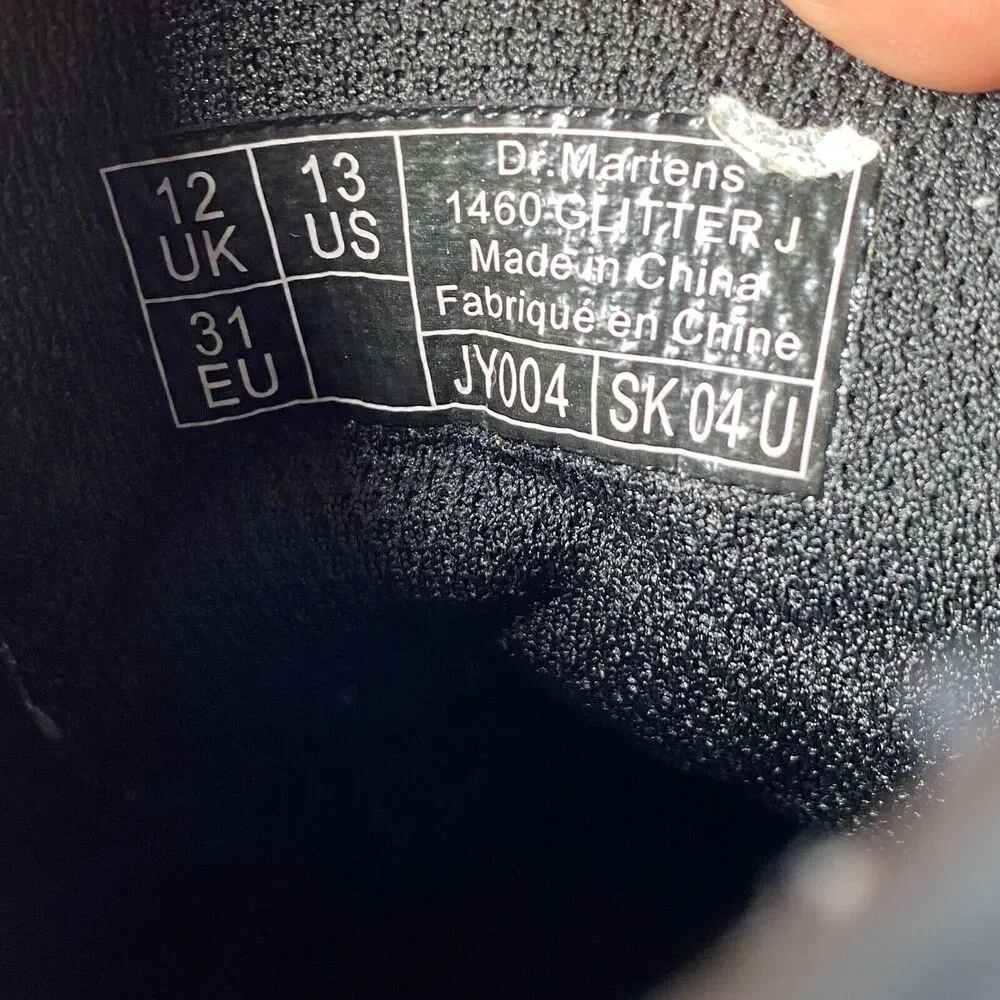 12
UK
13
US
31
EU
Dr.Martens
1460 GLITTER J
Made in China
Fabriqué en Chine
JY004
SK 04 U